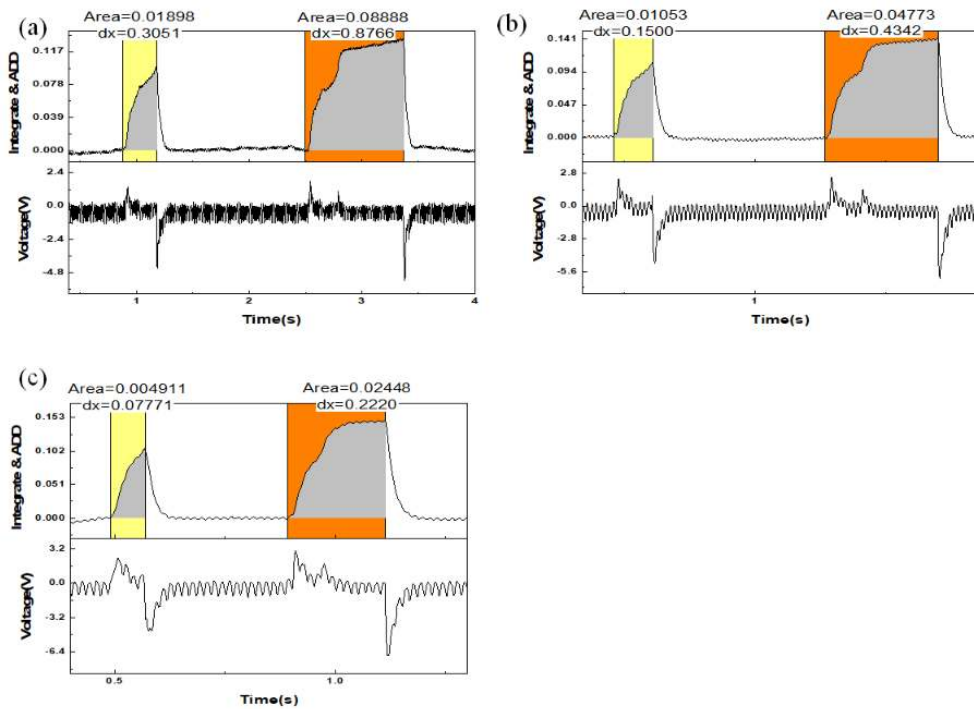 (a)
Area=0.01898
dx=0.3051
Area=0.08888
dx=0.8766
Integrate & ADD
0.117
0.078
0.039
0.000
Voltage(V)
2.4
0.0
-2.4
-4.8
1 2 3 4
Time(s)
(b)
Area=0.01053
dx=0.1500
Area=0.04773
dx=0.4342
Integrate & ADD
0.141
0.094
0.047
0.000
Voltage(V)
2.8
0.0
-2.8
-5.6
1
Time(s)
(c)
Area=0.004911
dx=0.07771
Area=0.02448
dx=0.2220
Integrate & ADD
0.153
0.102
0.051
0.000
Voltage(V)
3.2
0.0
-3.2
-6.4
0.5 1.0
Time(s)